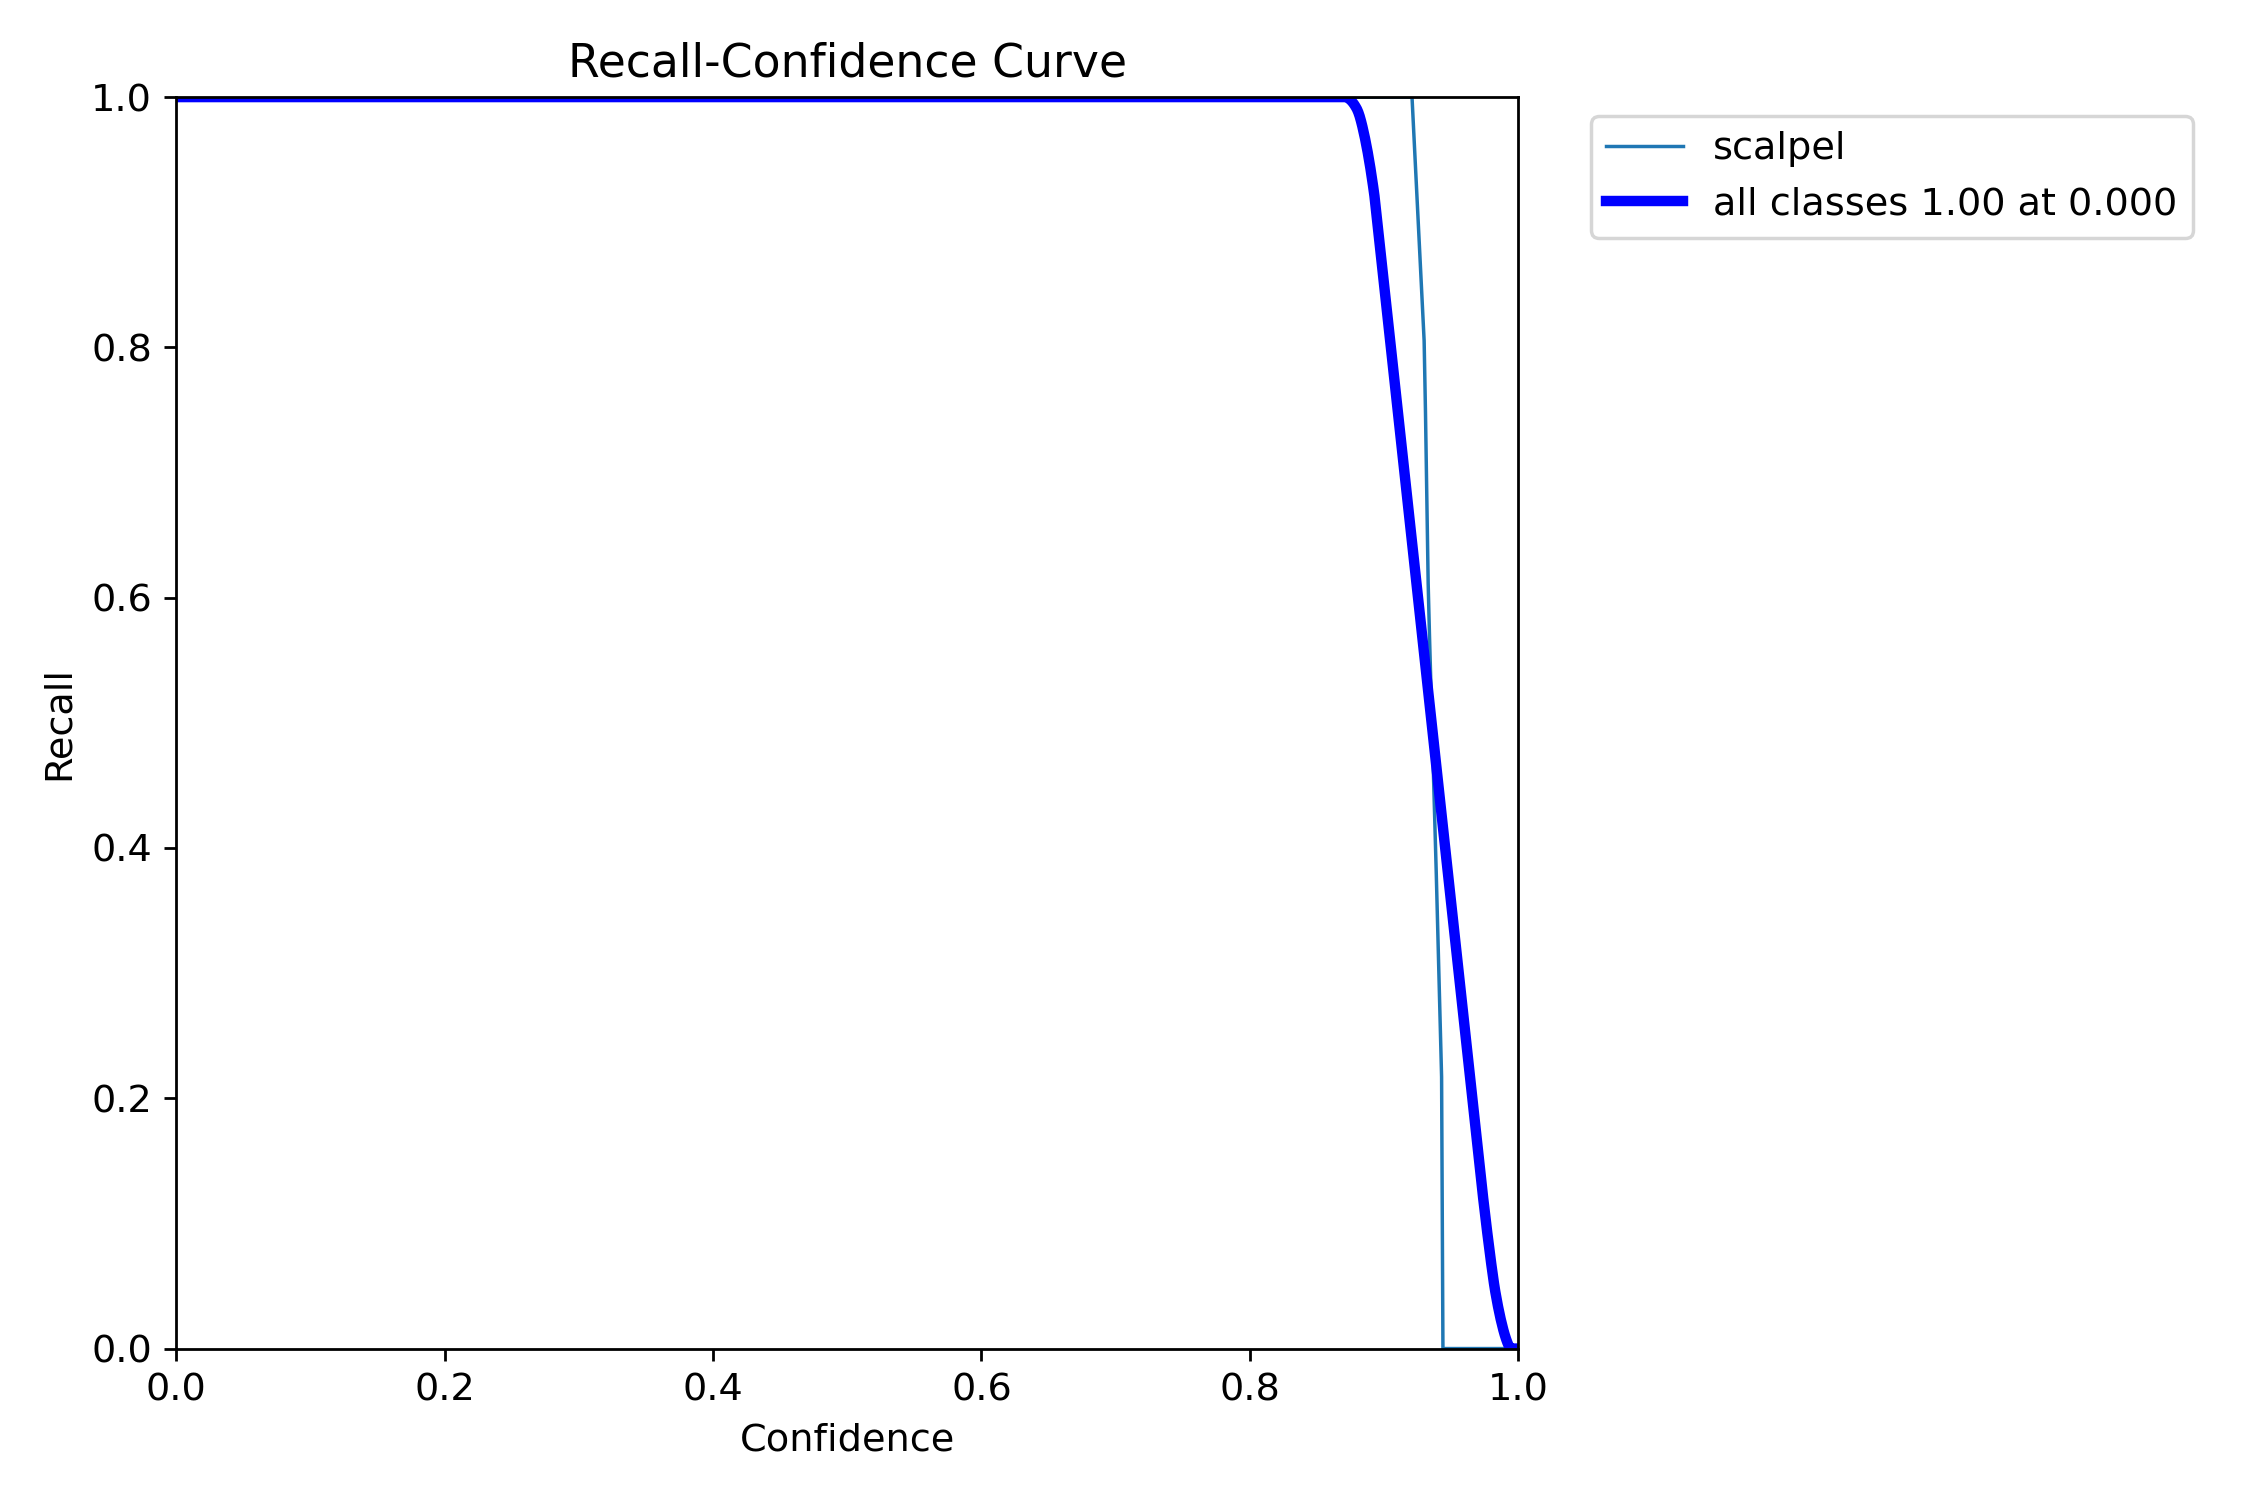 Recall-Confidence Curve
scalpel
all classes 1.00 at 0.000
1.0
0.8
0.6
0.4
0.2
0.0
Recall
0.0 0.2 0.4 0.6 0.8 1.0
Confidence